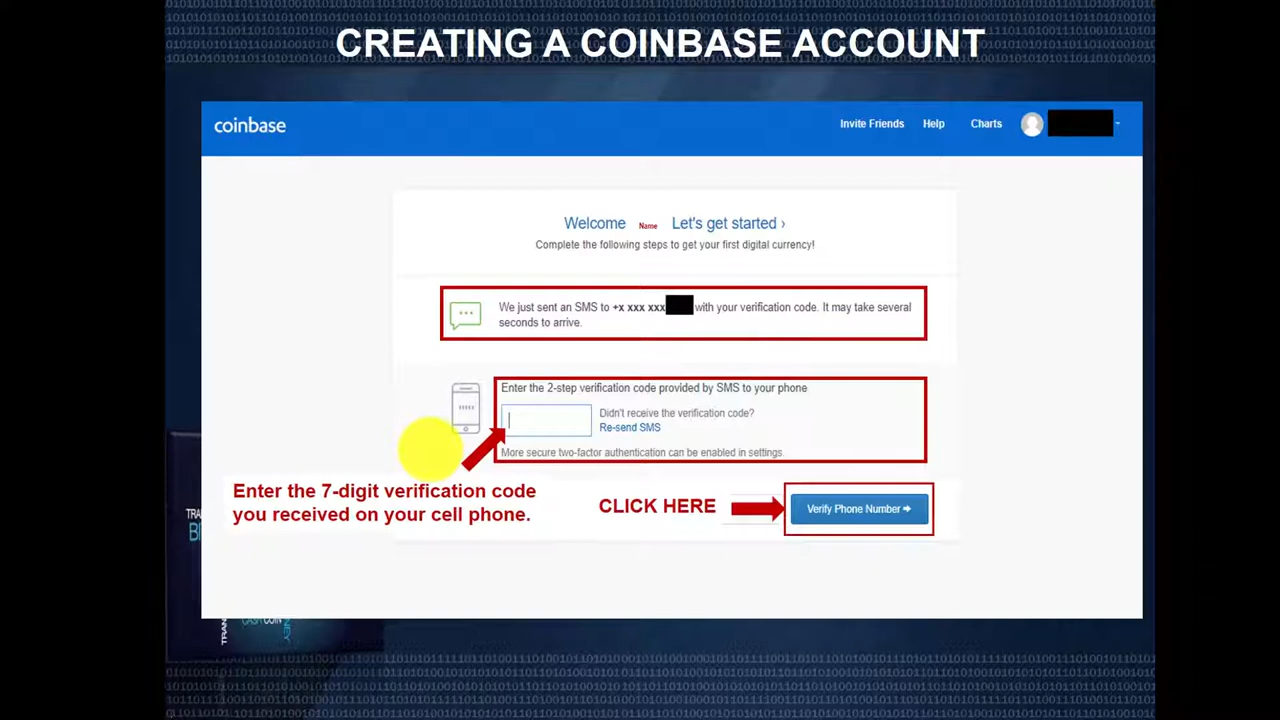 CREATING A COINBASE ACCOUNT
coinbase
Invite Friends Help Charts
Welcome Name Let's get started ›
Complete the following steps to get your first digital currency!
We just sent an SMS to +x xxx xxx with your verification code. It may take several
seconds to arrive.
Enter the 2-step verification code provided by SMS to your phone
Didn't receive the verification code?
Re-send SMS
More secure two-factor authentication can be enabled in settings.
Enter the 7-digit verification code
you received on your cell phone.
CLICK HERE
Verify Phone Number